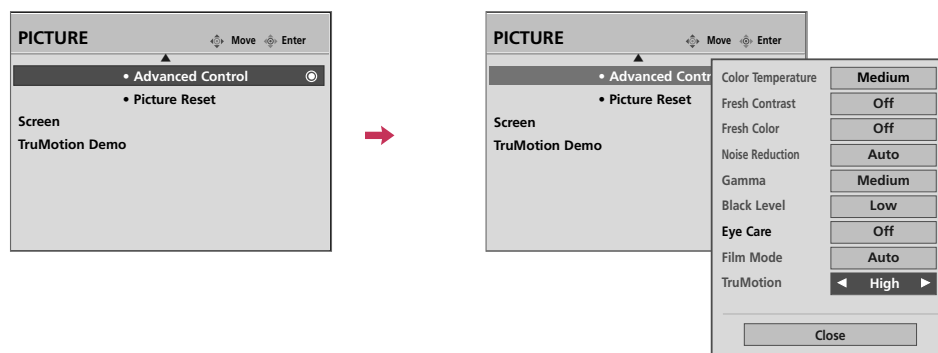 PICTURE
Move Enter
• Advanced Control
• Picture Reset
Screen
TruMotion Demo
PICTURE
Move Enter
• Advanced Contr
• Picture Reset
Screen
TruMotion Demo
Color Temperature Medium
Fresh Contrast Off
Fresh Color Off
Noise Reduction Auto
Gamma Medium
Black Level Low
Eye Care Off
Film Mode Auto
TruMotion ◀ High ▶
Close